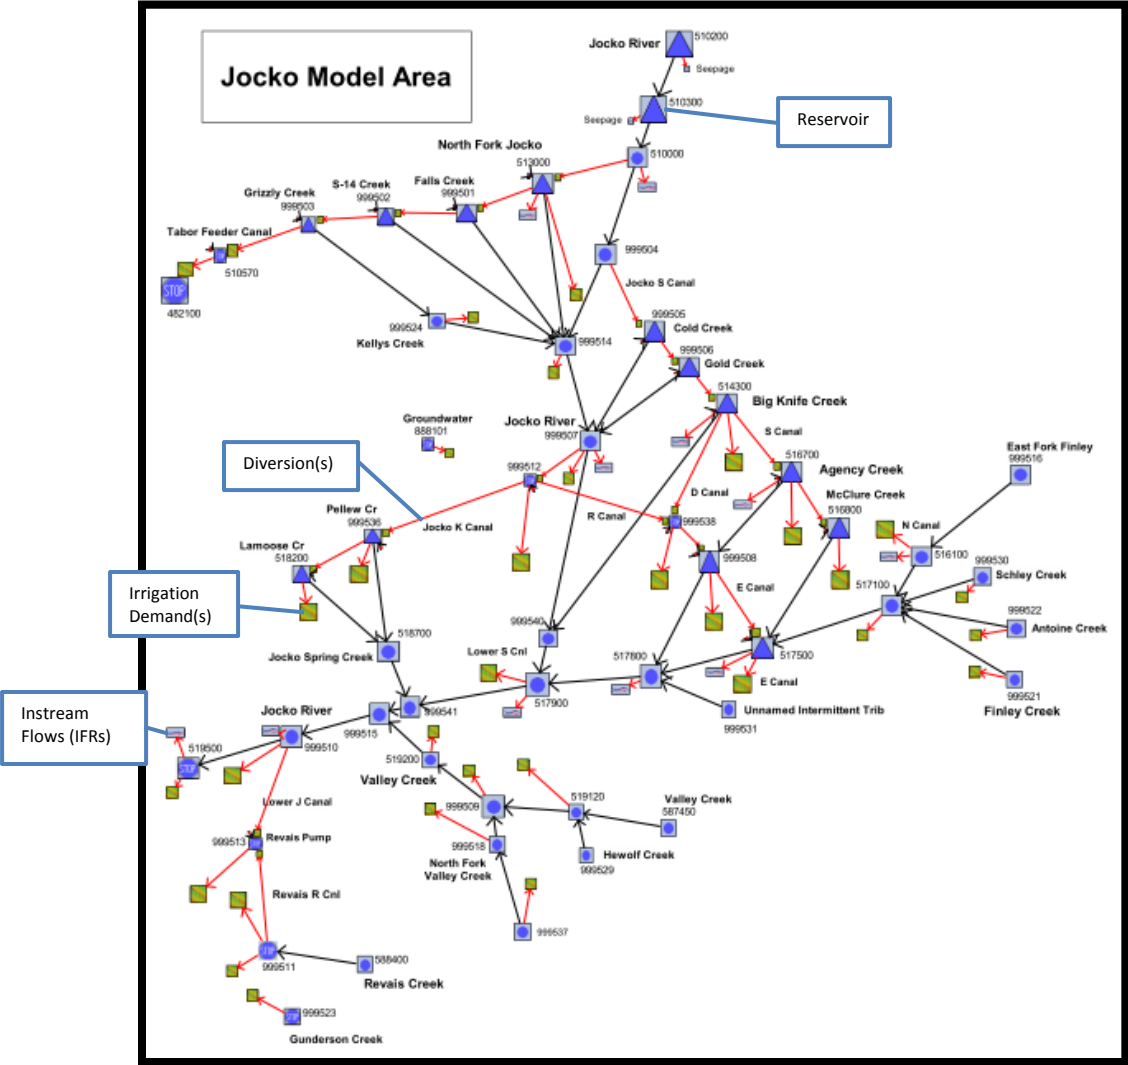 Jocko Model Area
Jocko River
510200
Seepage
510300
Seepage
Reservoir
North Fork Jocko
513000
510000
Falls Creek
999501
S-14 Creek
999502
Grizzly Creek
999503
Tabor Feeder Canal
510570
STOP
482100
999504
Jocko S Canal
999505
Cold Creek
999524
Kellys Creek
999514
999506
Gold Creek
514300
Big Knife Creek
Groundwater
888101
Jocko River
999507
S Canal
516700
Agency Creek
East Fork Finley
999516
Diversion(s)
999512
D Canal
McClure Creek
516800
Pellew Cr
999536
Jocko K Canal
R Canal
999538
N Canal
Lamoose Cr
518200
999508
516100
999530
Schley Creek
517100
Irrigation
Demand(s)
E Canal
999522
Antoine Creek
999540
518700
Jocko Spring Creek
Lower S Cnl
517800
517500
E Canal
999521
Finley Creek
517900
Unnamed Intermittent Trib
999531
Instream
Flows (IFRs)
Jocko River
999541
999515
999510
519500
STOP
519200
Valley Creek
Lower J Canal
999509
519120
Valley Creek
587450
999513
Revais Pump
999518
North Fork
Valley Creek
Hewolf Creek
999529
Revais R Cnl
999537
999511
588400
Revais Creek
999523
Gunderson Creek